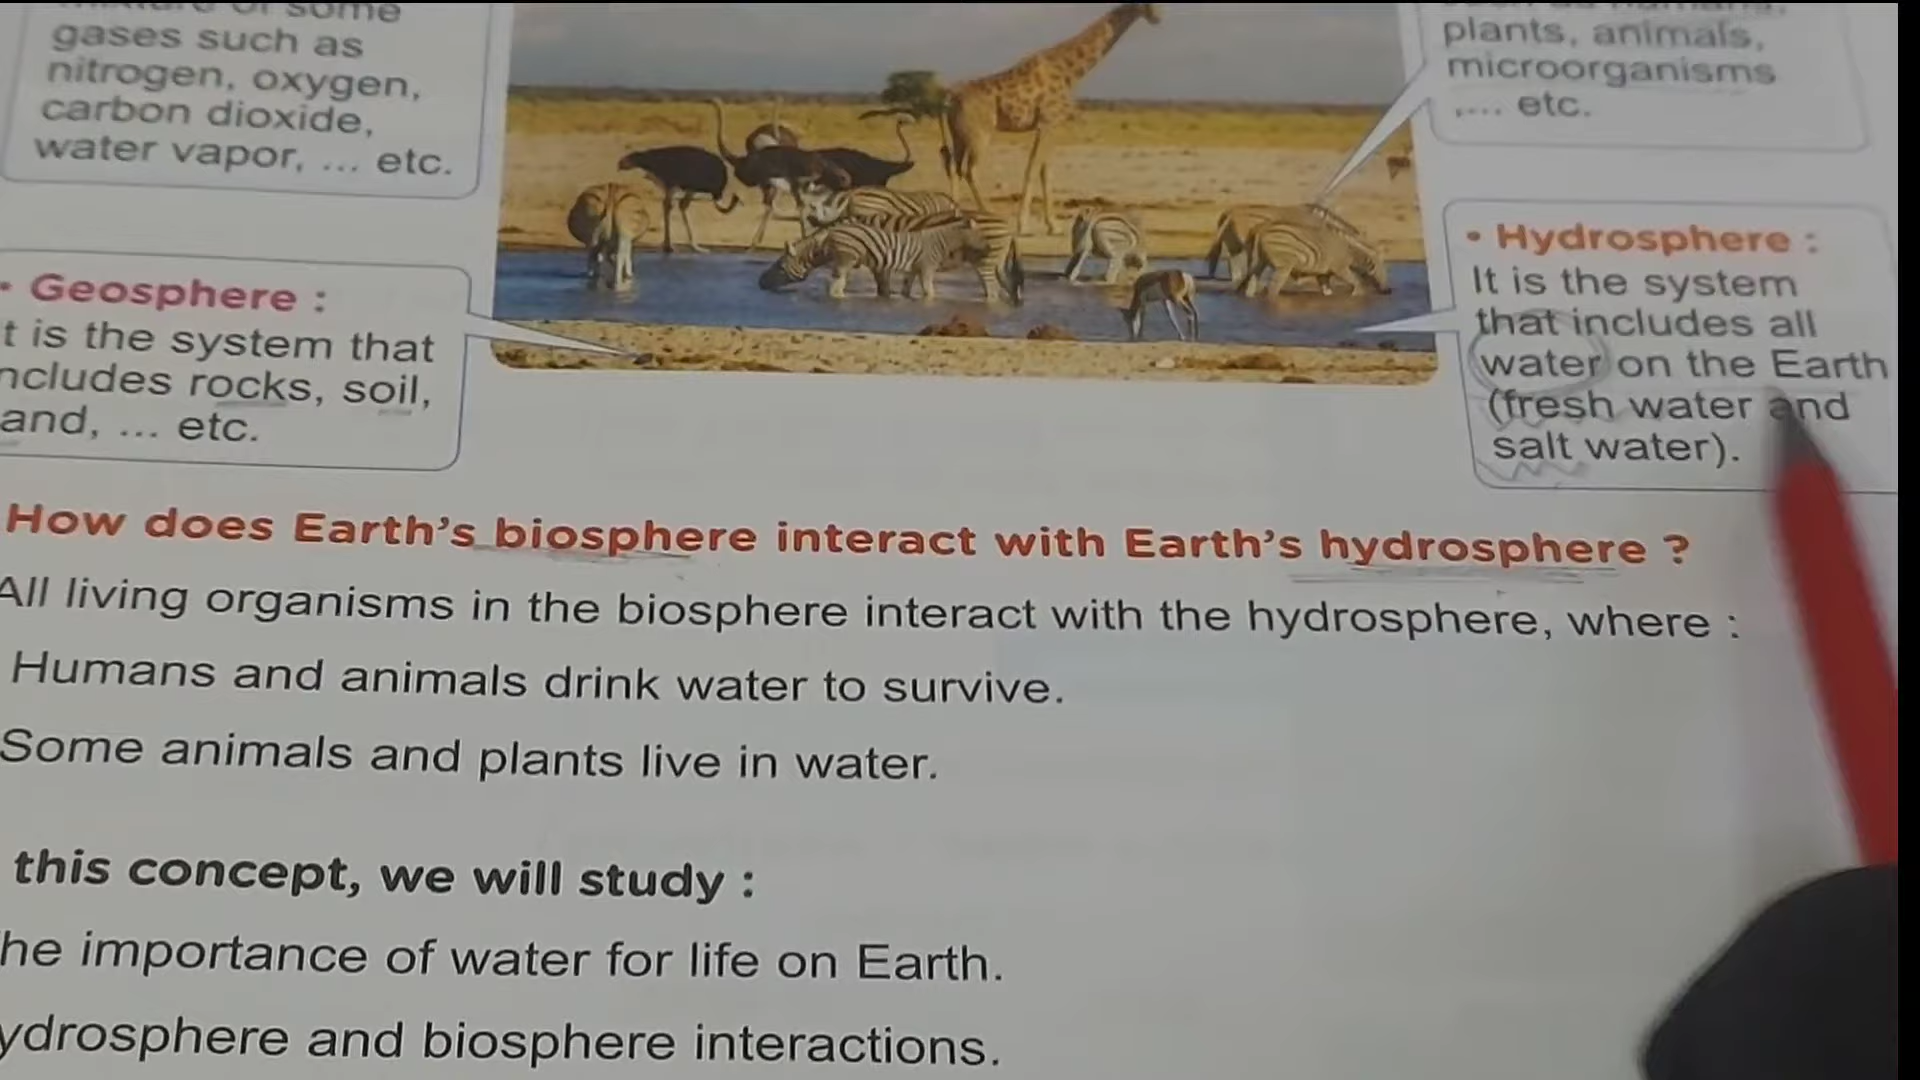 gases such as
nitrogen, oxygen,
carbon dioxide,
water vapor, ... etc.
• Geosphere :
t is the system that
ncludes rocks, soil,
and, ... etc.
plants, animals,
microorganisms
,.... etc.
• Hydrosphere :
It is the system
that includes all
water on the Earth
(fresh water and
salt water).
How does Earth's biosphere interact with Earth's hydrosphere ?
All living organisms in the biosphere interact with the hydrosphere, where :
Humans and animals drink water to survive.
Some animals and plants live in water.
this concept, we will study :
he importance of water for life on Earth.
ydrosphere and biosphere interactions.